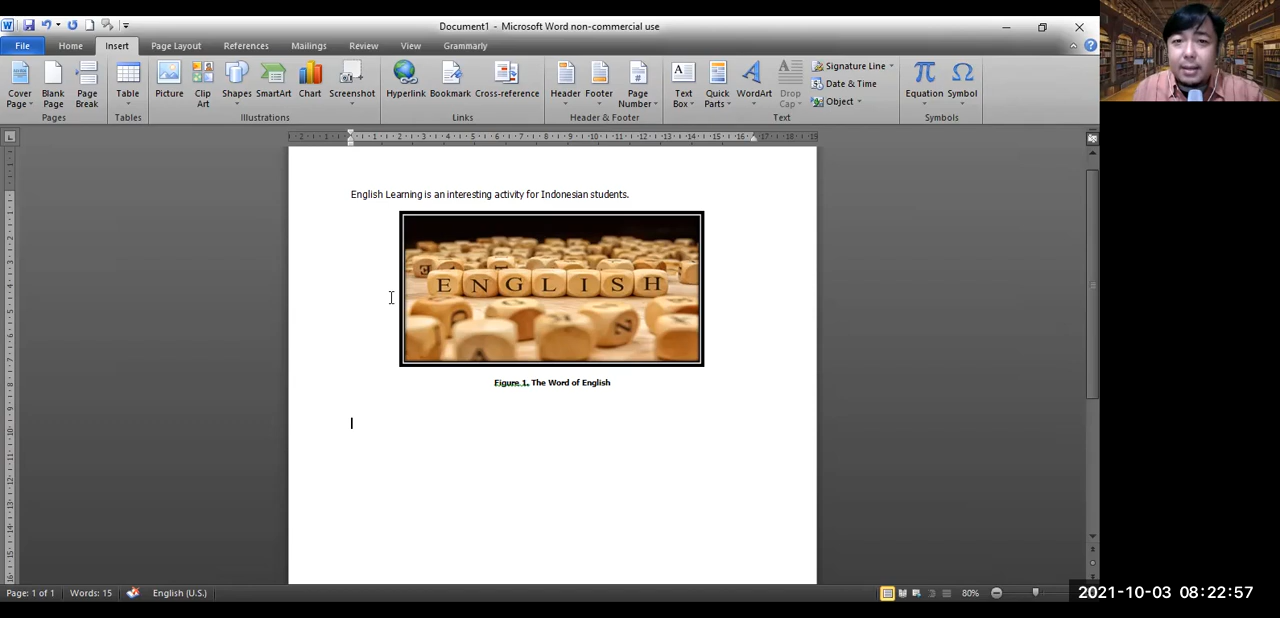 Document1 - Microsoft Word non-commercial use
File Home Insert Page Layout References Mailings Review View Grammarly
Cover Page Blank Page Page Break Table Picture Clip Art Shapes SmartArt Chart Screenshot Hyperlink Bookmark Cross-reference Header Footer Page Number Text Box Quick Parts WordArt Drop Cap Signature Line Date & Time Object Equation Symbol
Pages Tables Illustrations Links Header & Footer Text Symbols
English Learning is an interesting activity for Indonesian students.
ENGLISH
Figure 1. The Word of English
Page: 1 of 1 Words: 15 English (U.S.) 80%
2021-10-03 08:22:57